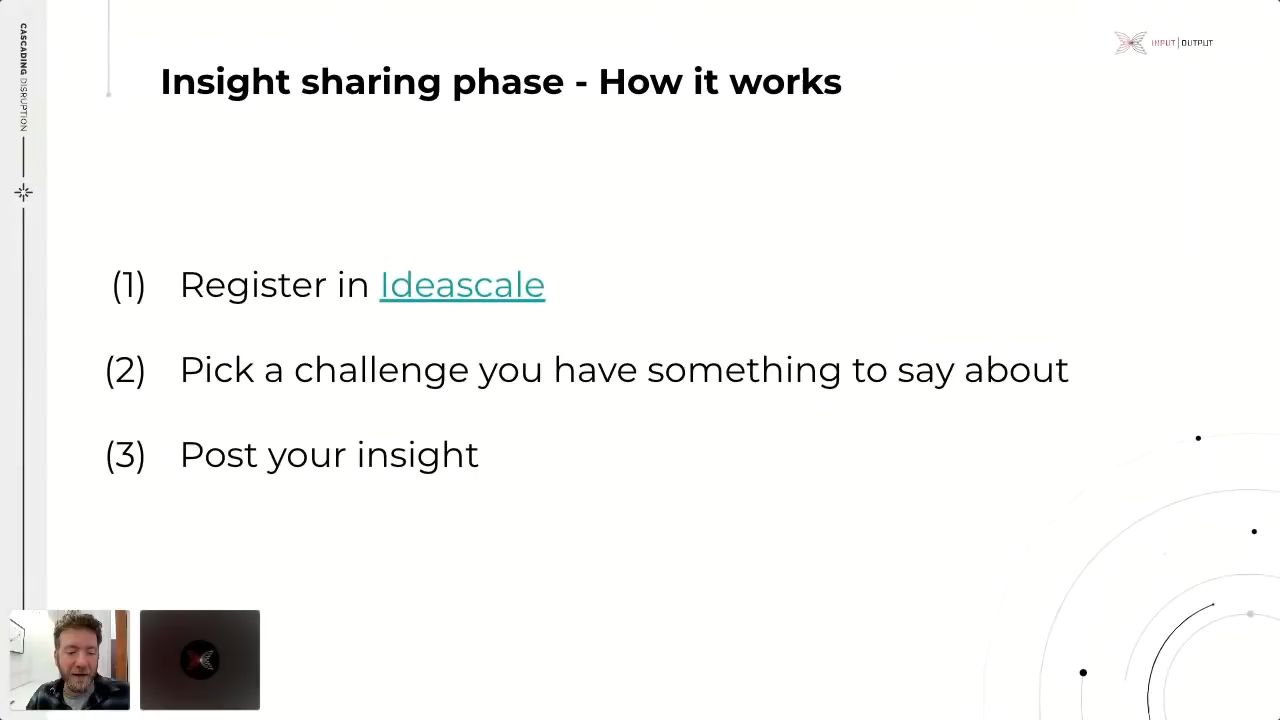 CASCADING DISRUPTION
INPUT | OUTPUT
Insight sharing phase - How it works
(1) Register in Ideascale
(2) Pick a challenge you have something to say about
(3) Post your insight